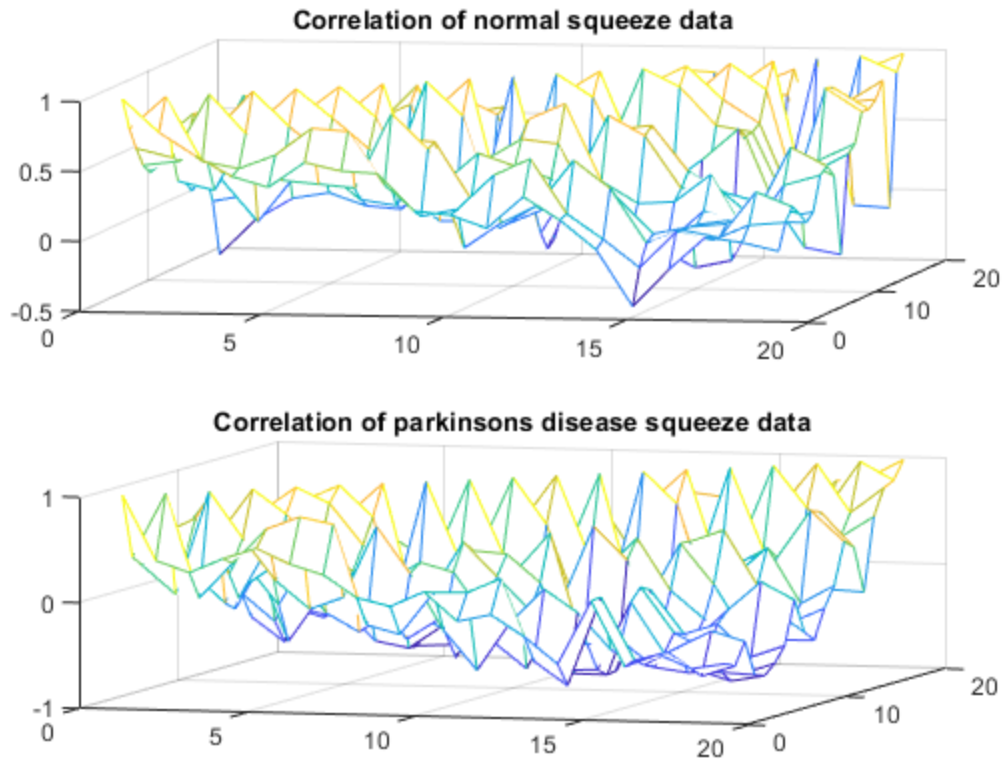 Correlation of normal squeeze data
1
0.5
0
-0.5
0 5 10 15 20
0 10 20
Correlation of parkinsons disease squeeze data
1
0
-1
0 5 10 15 20
0 10 20